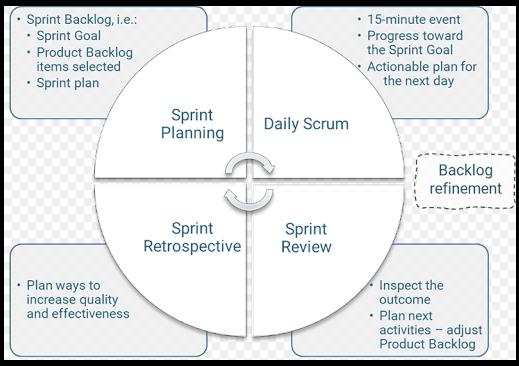 • Sprint Backlog, i.e.:
• Sprint Goal
• Product Backlog
items selected
• Sprint plan
• 15-minute event
• Progress toward
the Sprint Goal
• Actionable plan for
the next day
Sprint
Planning
Daily Scrum
Backlog
refinement
Sprint
Retrospective
Sprint
Review
• Plan ways to
increase quality
and effectiveness
• Inspect the
outcome
• Plan next
activities – adjust
Product Backlog